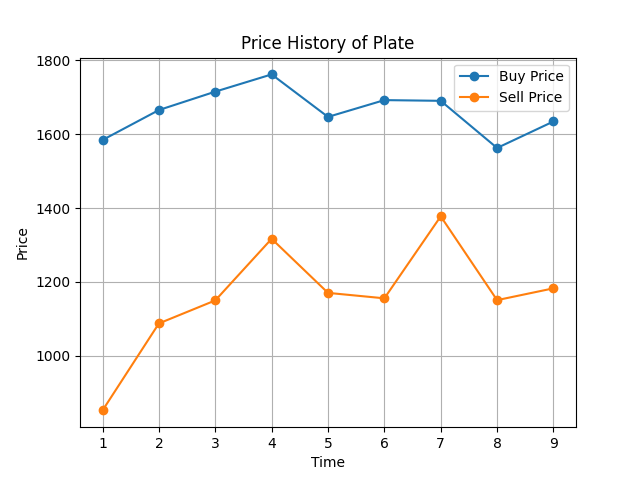 Price History of Plate
Buy Price
Sell Price
1800
1600
1400
1200
1000
Price
1 2 3 4 5 6 7 8 9
Time